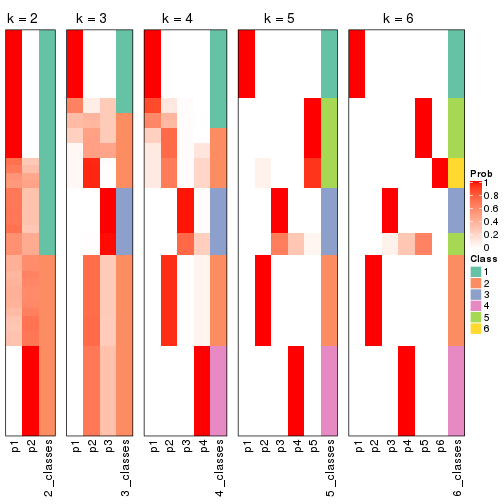 k = 2
k = 3
k = 4
k = 5
k = 6
Prob
1
0.8
0.6
0.4
0.2
0
Class
1
2
3
4
5
6
p1
p2
2_classes
p1
p2
p3
3_classes
p1
p2
p3
p4
4_classes
p1
p2
p3
p4
p5
5_classes
p1
p2
p3
p4
p5
p6
6_classes